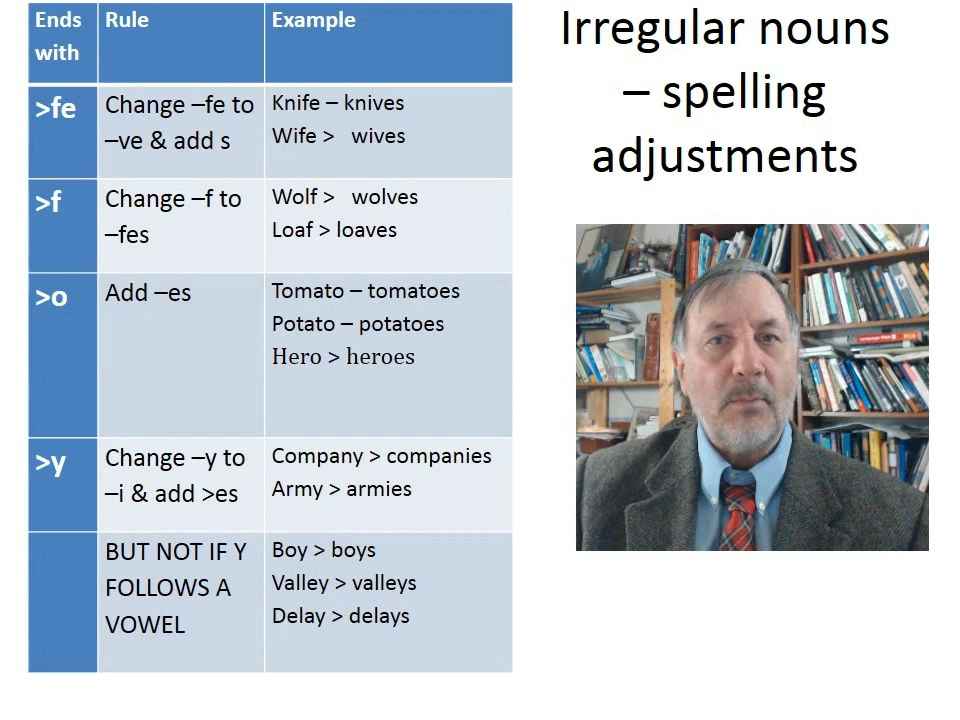 Irregular nouns
– spelling
adjustments
Ends with Rule Example
>fe Change –fe to –ve & add s Knife – knives
Wife > wives
>f Change –f to –fes Wolf > wolves
Loaf > loaves
>o Add –es Tomato – tomatoes
Potato – potatoes
Hero > heroes
>y Change –y to –i & add >es Company > companies
Army > armies
BUT NOT IF Y FOLLOWS A VOWEL Boy > boys
Valley > valleys
Delay > delays